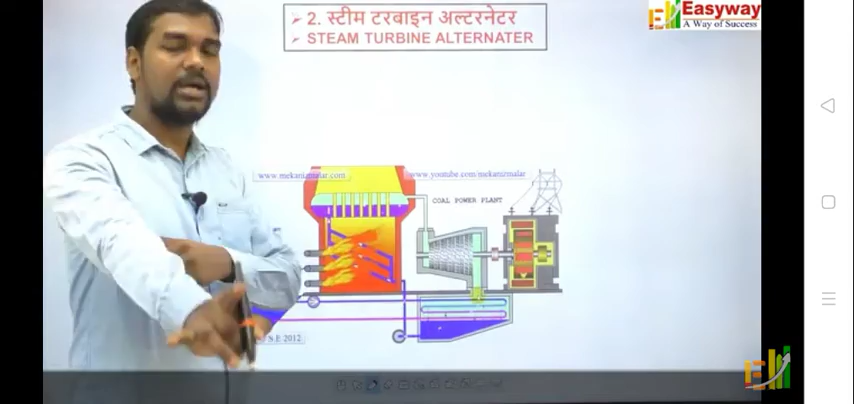 ➤ 2. स्टीम टरबाइन अल्टरनेटर
➤ STEAM TURBINE ALTERNATER
Easyway
A Way of Success
www.mekanizmalar.com
www.youtube.com/mekanizmalar
COAL POWER PLANT
S.E 2012